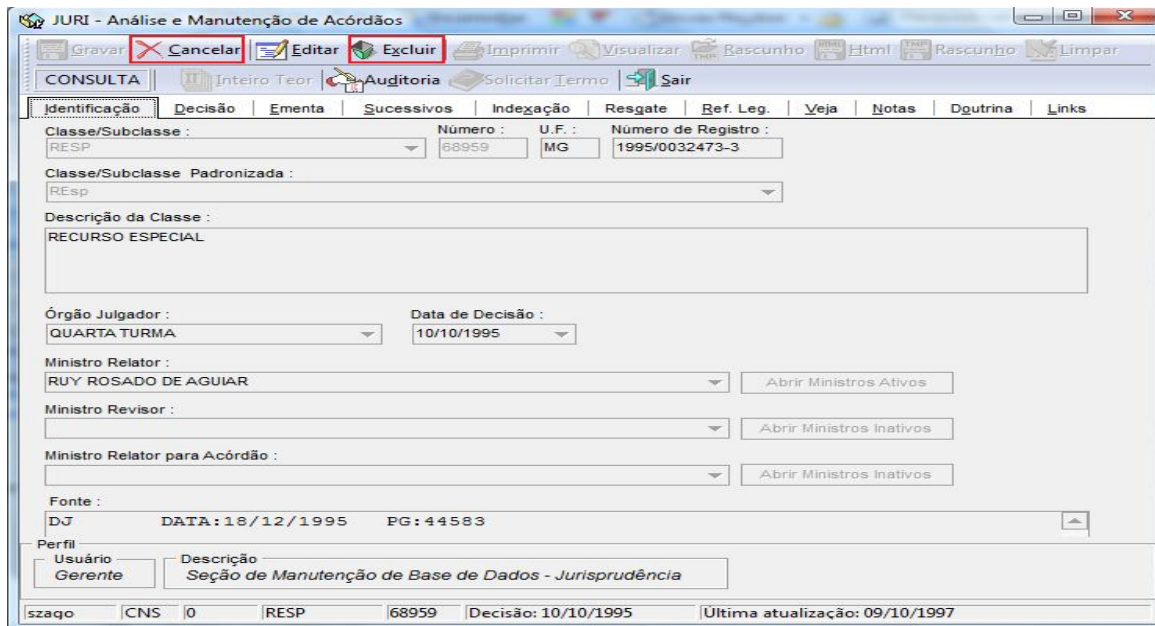 JURI - Análise e Manutenção de Acórdãos
Gravar Cancelar Editar Excluir Imprimir Visualizar Rascunho Html Rascunho Limpar
CONSULTA Inteiro Teor Auditoria Solicitar Termo Sair
Identificação Decisão Ementa Sucessivos Indexação Resgate Ref. Leg. Veja Notas Doutrina Links
Classe/Subclasse : Número : U.F. : Número de Registro :
RESP 68959 MG 1995/0032473-3
Classe/Subclasse Padronizada :
REsp
Descrição da Classe :
RECURSO ESPECIAL
Órgão Julgador : Data de Decisão :
QUARTA TURMA 10/10/1995
Ministro Relator :
RUY ROSADO DE AGUIAR Abrir Ministros Ativos
Ministro Revisor :
Abrir Ministros Inativos
Ministro Relator para Acórdão :
Abrir Ministros Inativos
Fonte :
DJ DATA:18/12/1995 PG:44583
Perfil
Usuário Descrição
Gerente Seção de Manutenção de Base de Dados - Jurisprudência
szago CNS 0 RESP 68959 Decisão: 10/10/1995 Última atualização: 09/10/1997